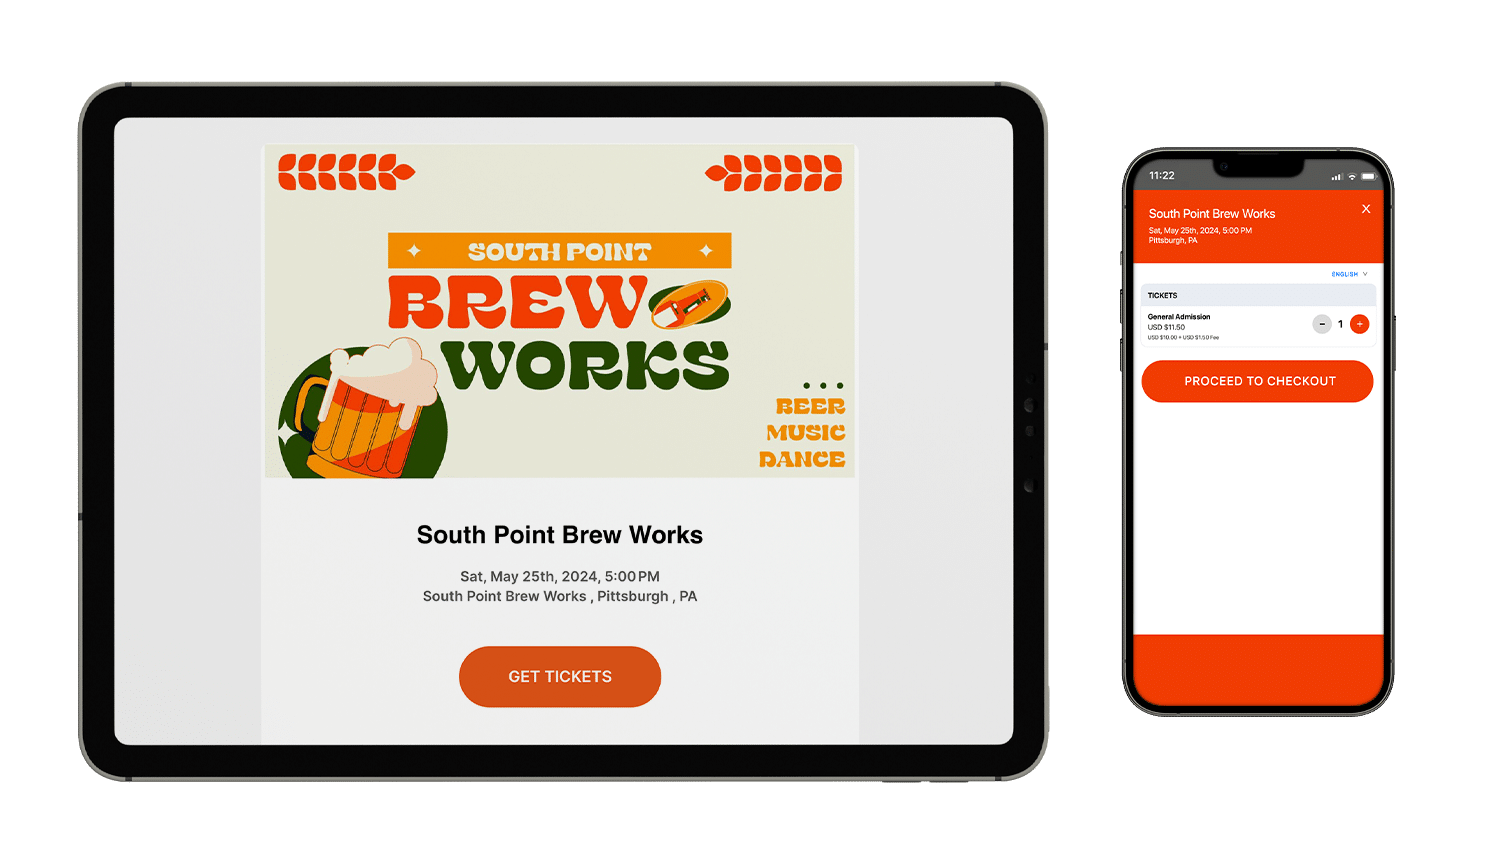 SOUTH POINT
BREW
WORKS
BEER
MUSIC
DANCE
South Point Brew Works
Sat, May 25th, 2024, 5:00 PM
South Point Brew Works , Pittsburgh , PA
GET TICKETS
11:22
South Point Brew Works
X
Sat, May 25th, 2024, 5:00 PM
Pittsburgh, PA
ENGLISH
TICKETS
General Admission
USD $11.50
USD $10.00 + USD $1.50 Fee
- 1 +
PROCEED TO CHECKOUT